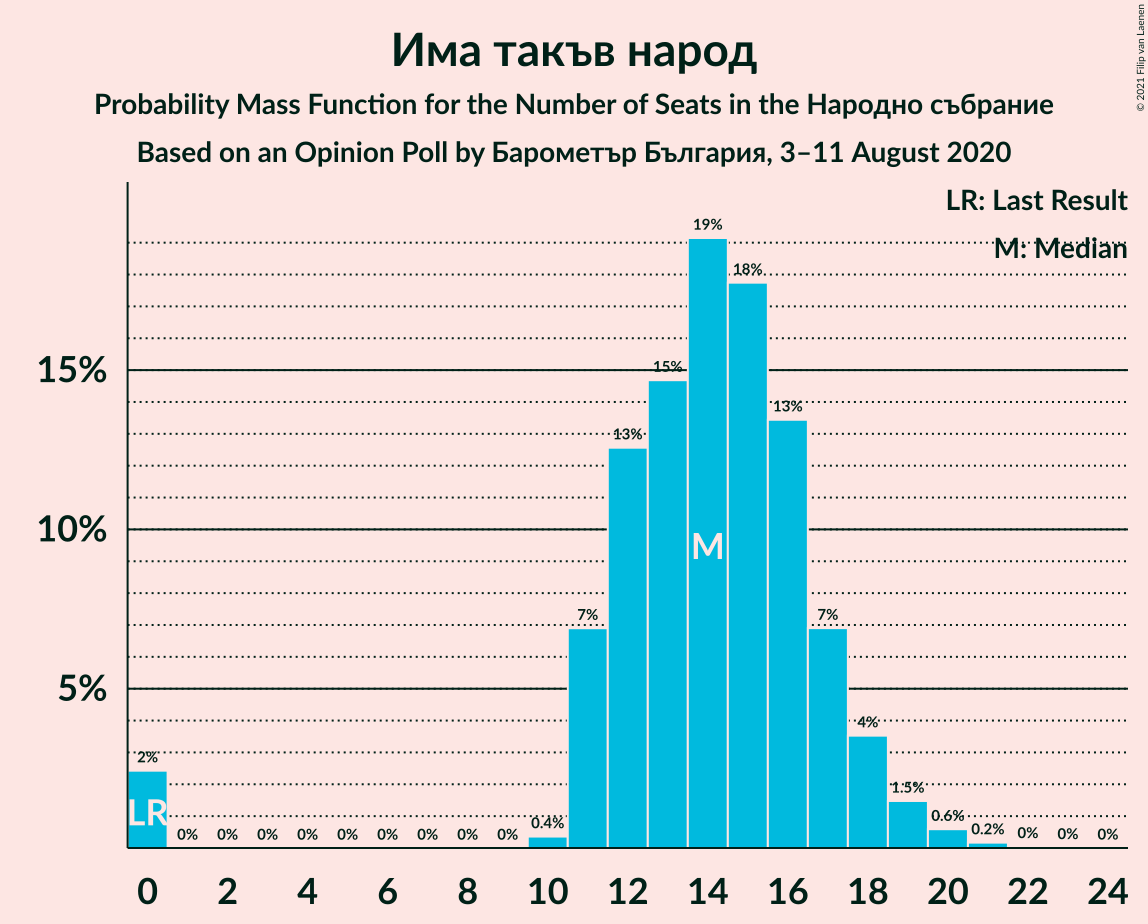 Има такъв народ
Probability Mass Function for the Number of Seats in the Народно събрание
Based on an Opinion Poll by Барометър България, 3–11 August 2020
© 2021 Filip van Laenen
LR: Last Result
M: Median
19%
18%
15%
15%
13%
13%
10%
M
7%
7%
5%
4%
2%
1.5%
LR
0% 0% 0% 0% 0% 0% 0% 0% 0% 0.4% 0.6% 0.2% 0% 0% 0%
0 2 4 6 8 10 12 14 16 18 20 22 24